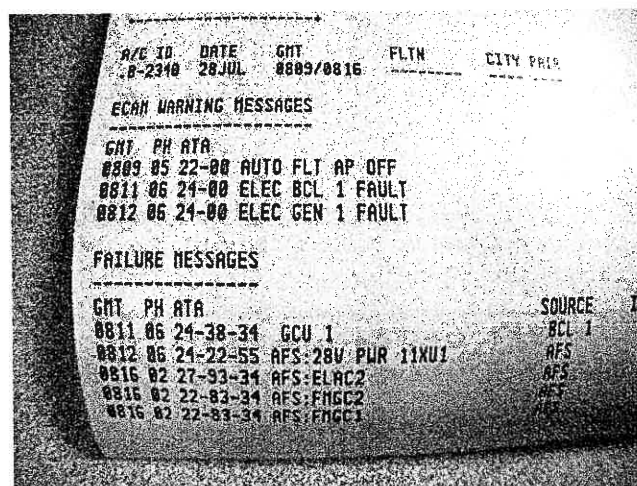 A/C ID DATE GMT FLTN CITY PAIR
.B-2340 28JUL 0809/0816
ECAM WARNING MESSAGES
GMT PH ATA
0809 05 22-00 AUTO FLT AP OFF
0811 06 24-00 ELEC BCL 1 FAULT
0812 06 24-00 ELEC GEN 1 FAULT
FAILURE MESSAGES
GMT PH ATA SOURCE
0811 06 24-38-34 GCU 1 BCL 1
0812 06 24-22-55 AFS:28V PWR 11XU1 AFS
0816 02 27-93-34 AFS:ELAC2 AFS
0816 02 22-83-34 AFS:FMGC2 AFS
0816 02 22-83-34 AFS:FMGC1 AFS